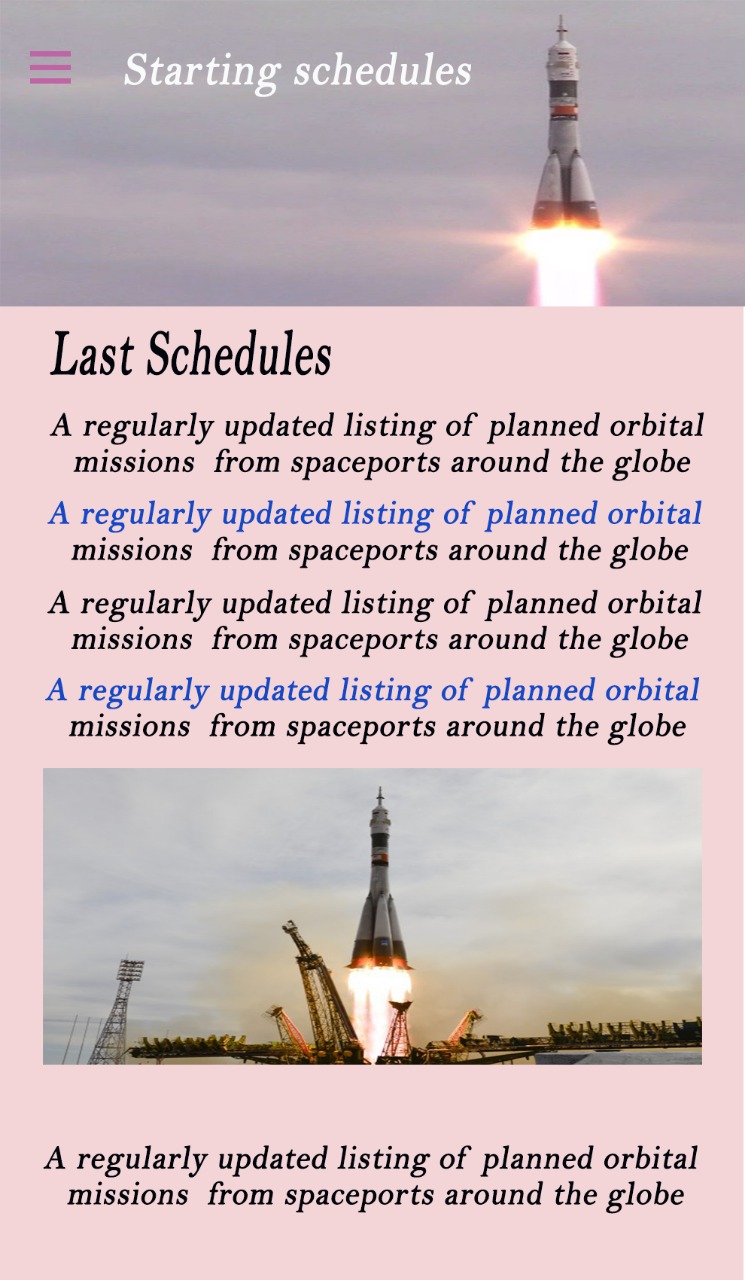 Starting schedules
Last Schedules
A regularly updated listing of planned orbital
missions from spaceports around the globe
A regularly updated listing of planned orbital
missions from spaceports around the globe
A regularly updated listing of planned orbital
missions from spaceports around the globe
A regularly updated listing of planned orbital
missions from spaceports around the globe
A regularly updated listing of planned orbital
missions from spaceports around the globe